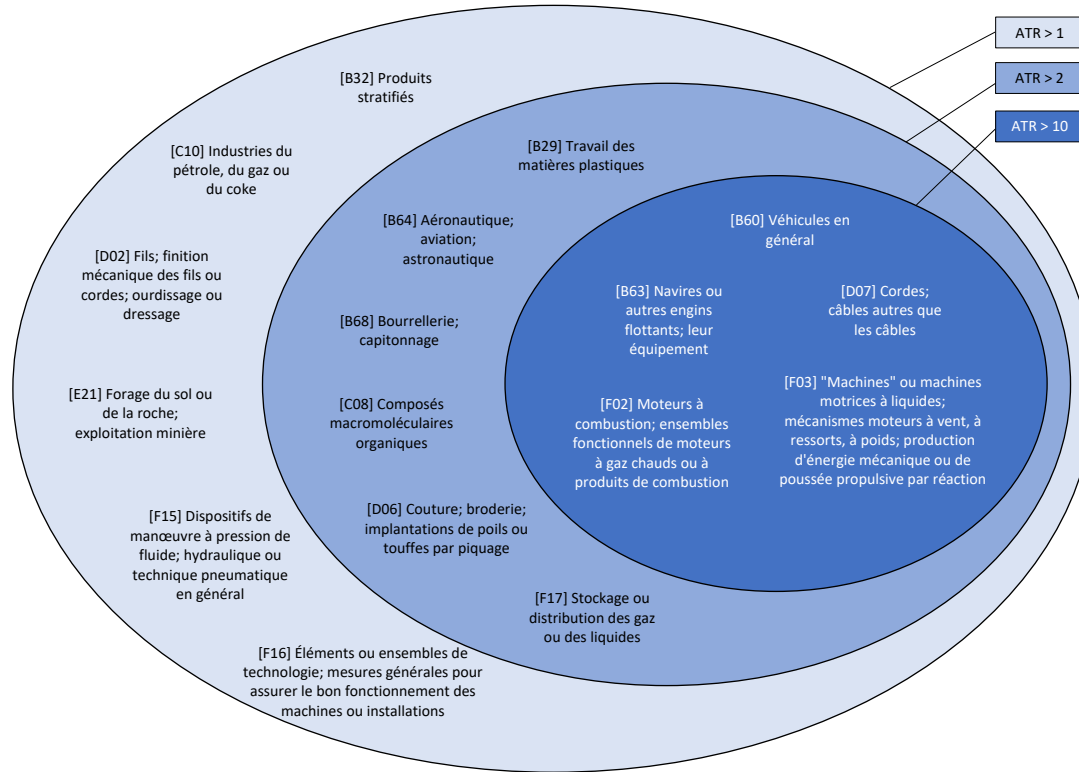 ATR > 1
ATR > 2
ATR > 10
[B32] Produits
stratifiés
[C10] Industries du
pétrole, du gaz ou
du coke
[D02] Fils; finition
mécanique des fils ou
cordes; ourdissage ou
dressage
[E21] Forage du sol ou
de la roche;
exploitation minière
[F15] Dispositifs de
manœuvre à pression de
fluide; hydraulique ou
technique pneumatique
en général
[F16] Éléments ou ensembles de
technologie; mesures générales pour
assurer le bon fonctionnement des
machines ou installations
[B29] Travail des
matières plastiques
[B64] Aéronautique;
aviation;
astronautique
[B68] Bourrellerie;
capitonnage
[C08] Composés
macromoléculaires
organiques
[D06] Couture; broderie;
implantations de poils ou
touffes par piquage
[F17] Stockage ou
distribution des gaz
ou des liquides
[B60] Véhicules en
général
[B63] Navires ou
autres engins
flottants; leur
équipement
[D07] Cordes;
câbles autres que
les câbles
[F02] Moteurs à
combustion; ensembles
fonctionnels de moteurs
à gaz chauds ou à
produits de combustion
[F03] "Machines" ou machines
motrices à liquides;
mécanismes moteurs à vent, à
ressorts, à poids; production
d'énergie mécanique ou de
poussée propulsive par réaction